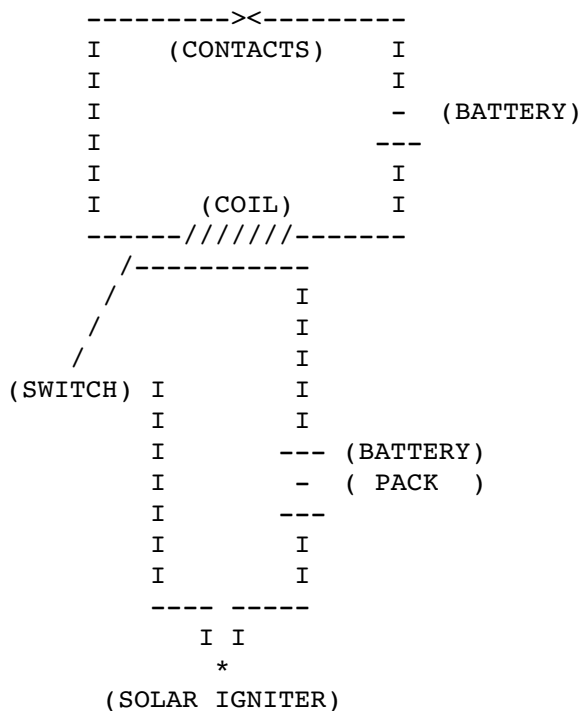 ---------><---------
I (CONTACTS) I
I I
I - (BATTERY)
I ---
I I
I (COIL) I
------///////-------
/-----------
/ I
/ I
/ I
(SWITCH) I I
I I
I --- (BATTERY)
I - ( PACK )
I ---
I I
I I
---- -----
I I
*
(SOLAR IGNITER)